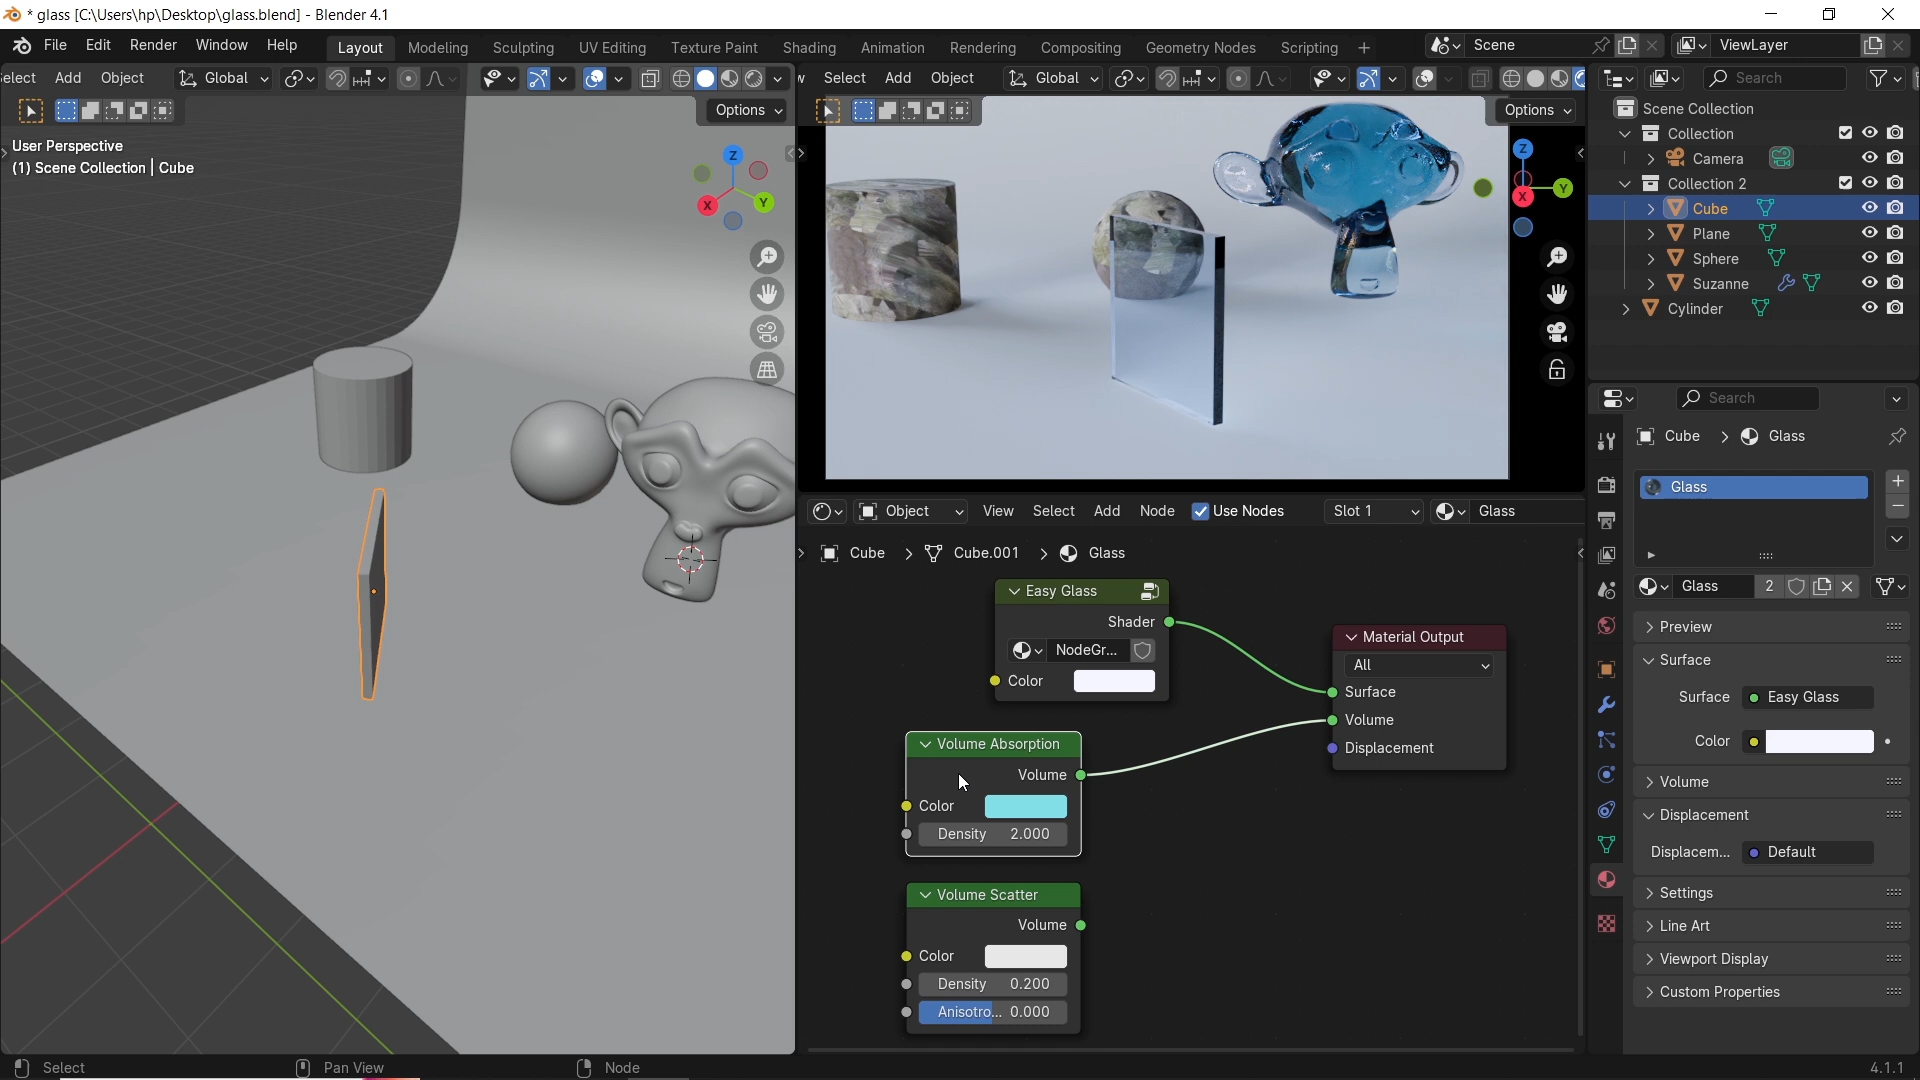 * glass [C:\Users\hp\Desktop\glass.blend] - Blender 4.1
File Edit Render Window Help Layout Modeling Sculpting UV Editing Texture Paint Shading Animation Rendering Compositing Geometry Nodes Scripting + Scene ViewLayer
elect Add Object Global
Options
User Perspective
(1) Scene Collection | Cube
Z
X
Y
w Select Add Object Global
Options
Z
X
Y
Object View Select Add Node Use Nodes Slot 1 Glass
Cube > Cube.001 > Glass
Easy Glass
Shader
NodeGr...
Color
Material Output
All
Surface
Volume
Displacement
Volume Absorption
Volume
Color
Density 2.000
Volume Scatter
Volume
Color
Density 0.200
Anisotro... 0.000
Search
Scene Collection
Collection
Camera
Collection 2
Cube
Plane
Sphere
Suzanne
Cylinder
Search
Cube > Glass
Glass
Glass 2
Preview
Surface
Surface Easy Glass
Color
Volume
Displacement
Displacem... Default
Settings
Line Art
Viewport Display
Custom Properties
Select Pan View Node 4.1.1